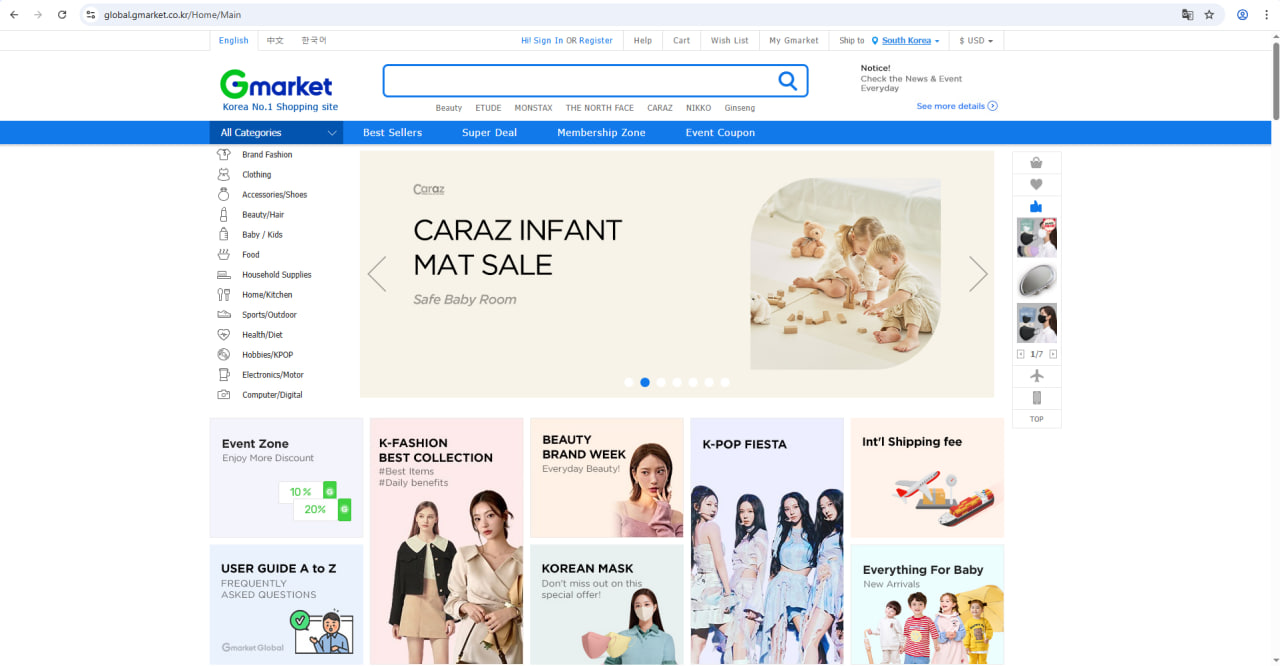 global.gmarket.co.kr/Home/Main
English 中文 한국어 Hi! Sign In OR Register Help Cart Wish List My Gmarket Ship to South Korea $ USD
Gmarket
Korea No.1 Shopping site
Beauty ETUDE MONSTAX THE NORTH FACE CARAZ NIKKO Ginseng
Notice!
Check the News & Event
Everyday
See more details
All Categories Best Sellers Super Deal Membership Zone Event Coupon
Brand Fashion
Clothing
Accessories/Shoes
Beauty/Hair
Baby / Kids
Food
Household Supplies
Home/Kitchen
Sports/Outdoor
Health/Diet
Hobbies/KPOP
Electronics/Motor
Computer/Digital
Caraz
CARAZ INFANT
MAT SALE
Safe Baby Room
1/7
TOP
Event Zone
Enjoy More Discount
10% G
20% G
K-FASHION
BEST COLLECTION
#Best Items
#Daily benefits
BEAUTY
BRAND WEEK
Everyday Beauty!
K-POP FIESTA
Int'l Shipping fee
USER GUIDE A to Z
FREQUENTLY
ASKED QUESTIONS
Gmarket Global
KOREAN MASK
Don't miss out on this
special offer!
Everything For Baby
New Arrivals